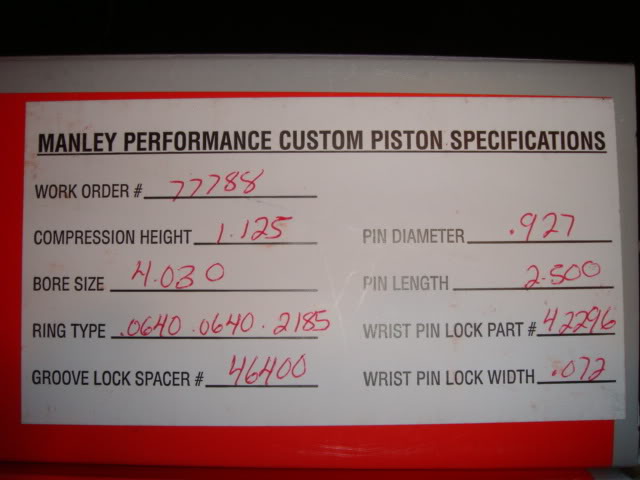 MANLEY PERFORMANCE CUSTOM PISTON SPECIFICATIONS
WORK ORDER # 77788
COMPRESSION HEIGHT 1.125 PIN DIAMETER .927
BORE SIZE 4.030 PIN LENGTH 2.500
RING TYPE .0640 .0640 .2185 WRIST PIN LOCK PART # 42296
GROOVE LOCK SPACER # 46400 WRIST PIN LOCK WIDTH .072